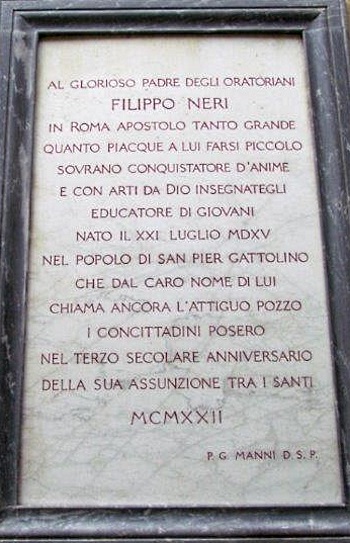 AL GLORIOSO PADRE DEGLI ORATORIANI
FILIPPO NERI
IN ROMA APOSTOLO TANTO GRANDE
QUANTO PIACQUE A LUI FARSI PICCOLO
SOVRANO CONQUISTATORE D'ANIME
E CON ARTI DA DIO INSEGNATEGLI
EDUCATORE DI GIOVANI
NATO IL XXI LUGLIO MDXV
NEL POPOLO DI SAN PIER GATTOLINO
CHE DAL CARO NOME DI LUI
CHIAMA ANCORA L'ATTIGUO POZZO
I CONCITTADINI POSERO
NEL TERZO SECOLARE ANNIVERSARIO
DELLA SUA ASSUNZIONE TRA I SANTI
MCMXXII
P. G. MANNI D. S. P.